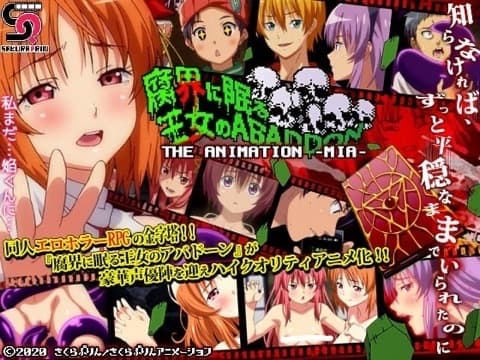 SAKURAPRIN
知らなければ、
ずっと平穏なままでいられたのに
腐界に眠る
王女のABADDON
THE ANIMATION -MIA-
私まだ…焔くんに…
同人エロホラーRPGの金字塔!!
『腐界に眠る王女のアバドーン』が
豪華声優陣を迎えハイクオリティアニメ化!!
©2020 さくらぷりん/さくらぷりんアニメーション